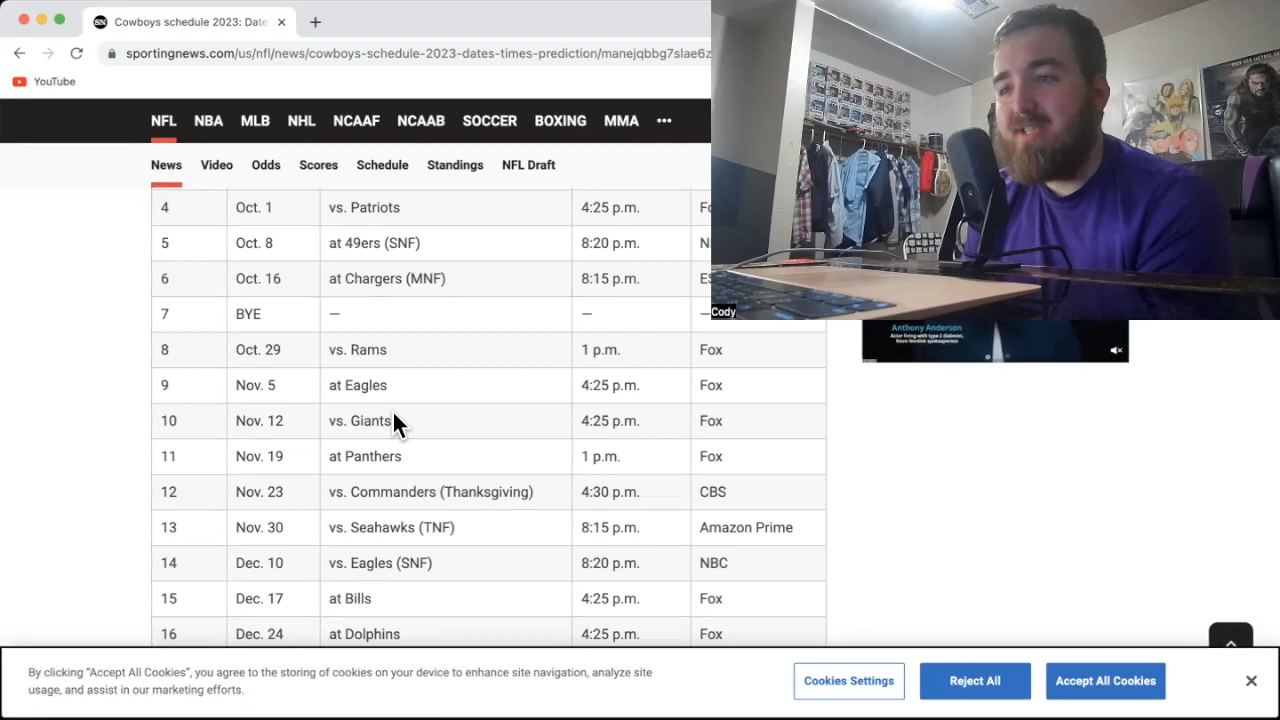 Cowboys schedule 2023: Date
sportingnews.com/us/nfl/news/cowboys-schedule-2023-dates-times-prediction/manejqbbg7slae6z
YouTube
NFL NBA MLB NHL NCAAF NCAAB SOCCER BOXING MMA •••
News Video Odds Scores Schedule Standings NFL Draft
4 Oct. 1 vs. Patriots 4:25 p.m.
5 Oct. 8 at 49ers (SNF) 8:20 p.m.
6 Oct. 16 at Chargers (MNF) 8:15 p.m.
7 BYE — — —
8 Oct. 29 vs. Rams 1 p.m. Fox
9 Nov. 5 at Eagles 4:25 p.m. Fox
10 Nov. 12 vs. Giants 4:25 p.m. Fox
11 Nov. 19 at Panthers 1 p.m. Fox
12 Nov. 23 vs. Commanders (Thanksgiving) 4:30 p.m. CBS
13 Nov. 30 vs. Seahawks (TNF) 8:15 p.m. Amazon Prime
14 Dec. 10 vs. Eagles (SNF) 8:20 p.m. NBC
15 Dec. 17 at Bills 4:25 p.m. Fox
16 Dec. 24 at Dolphins 4:25 p.m. Fox
Cody
Anthony Anderson
By clicking “Accept All Cookies”, you agree to the storing of cookies on your device to enhance site navigation, analyze site
usage, and assist in our marketing efforts.
Cookies Settings
Reject All
Accept All Cookies